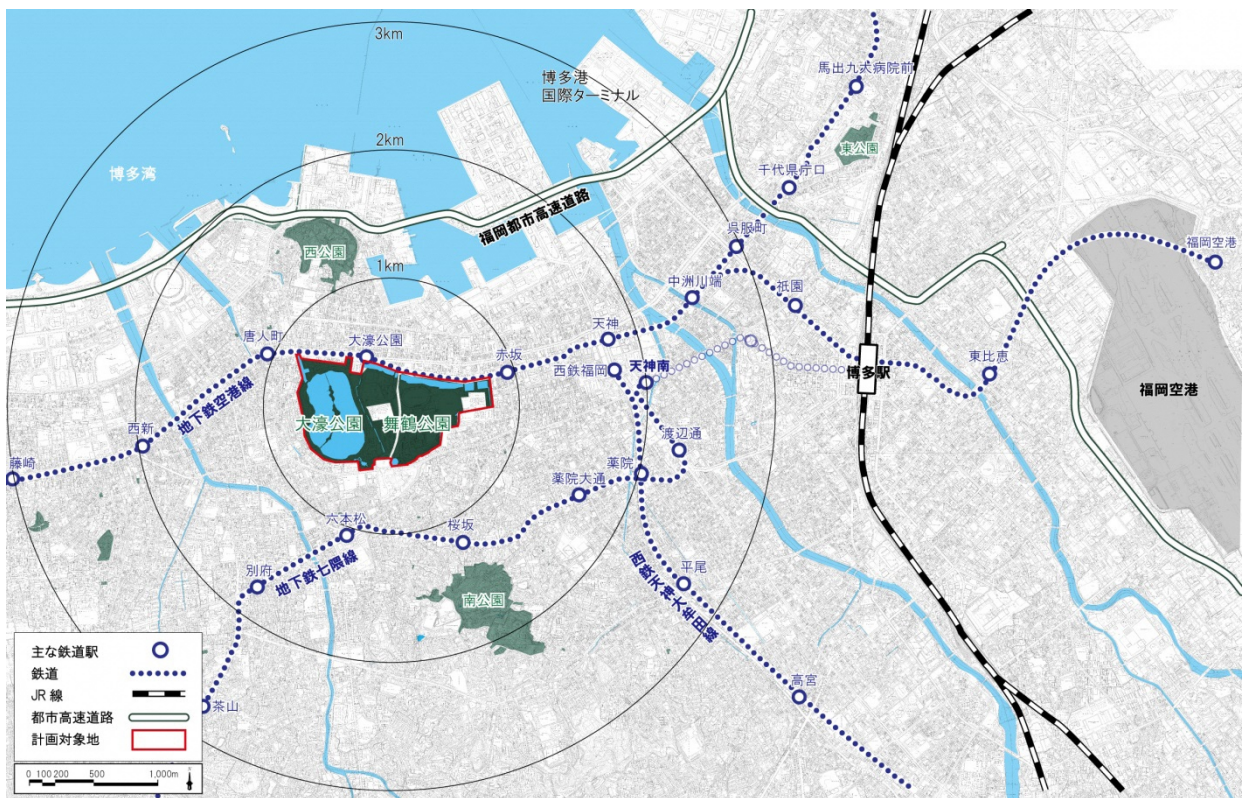 3km
博多港
国際ターミナル
馬出九大病院前
東公園
2km
千代県庁口
博多湾
福岡都市高速道路
西公園
呉服町
福岡空港
1km
中洲川端
祇園
唐人町
大濠公園
天神
赤坂
西鉄福岡
天神南
博多駅
東比恵
福岡空港
地下鉄空港線
大濠公園
舞鶴公園
西新
渡辺通
藤崎
薬院
薬院大通
六本松
桜坂
別府
地下鉄七隈線
平尾
西鉄天神大牟田線
南公園
高宮
茶山
主な鉄道駅
鉄道
JR線
都市高速道路
計画対象地
0 100 200 500 1,000m